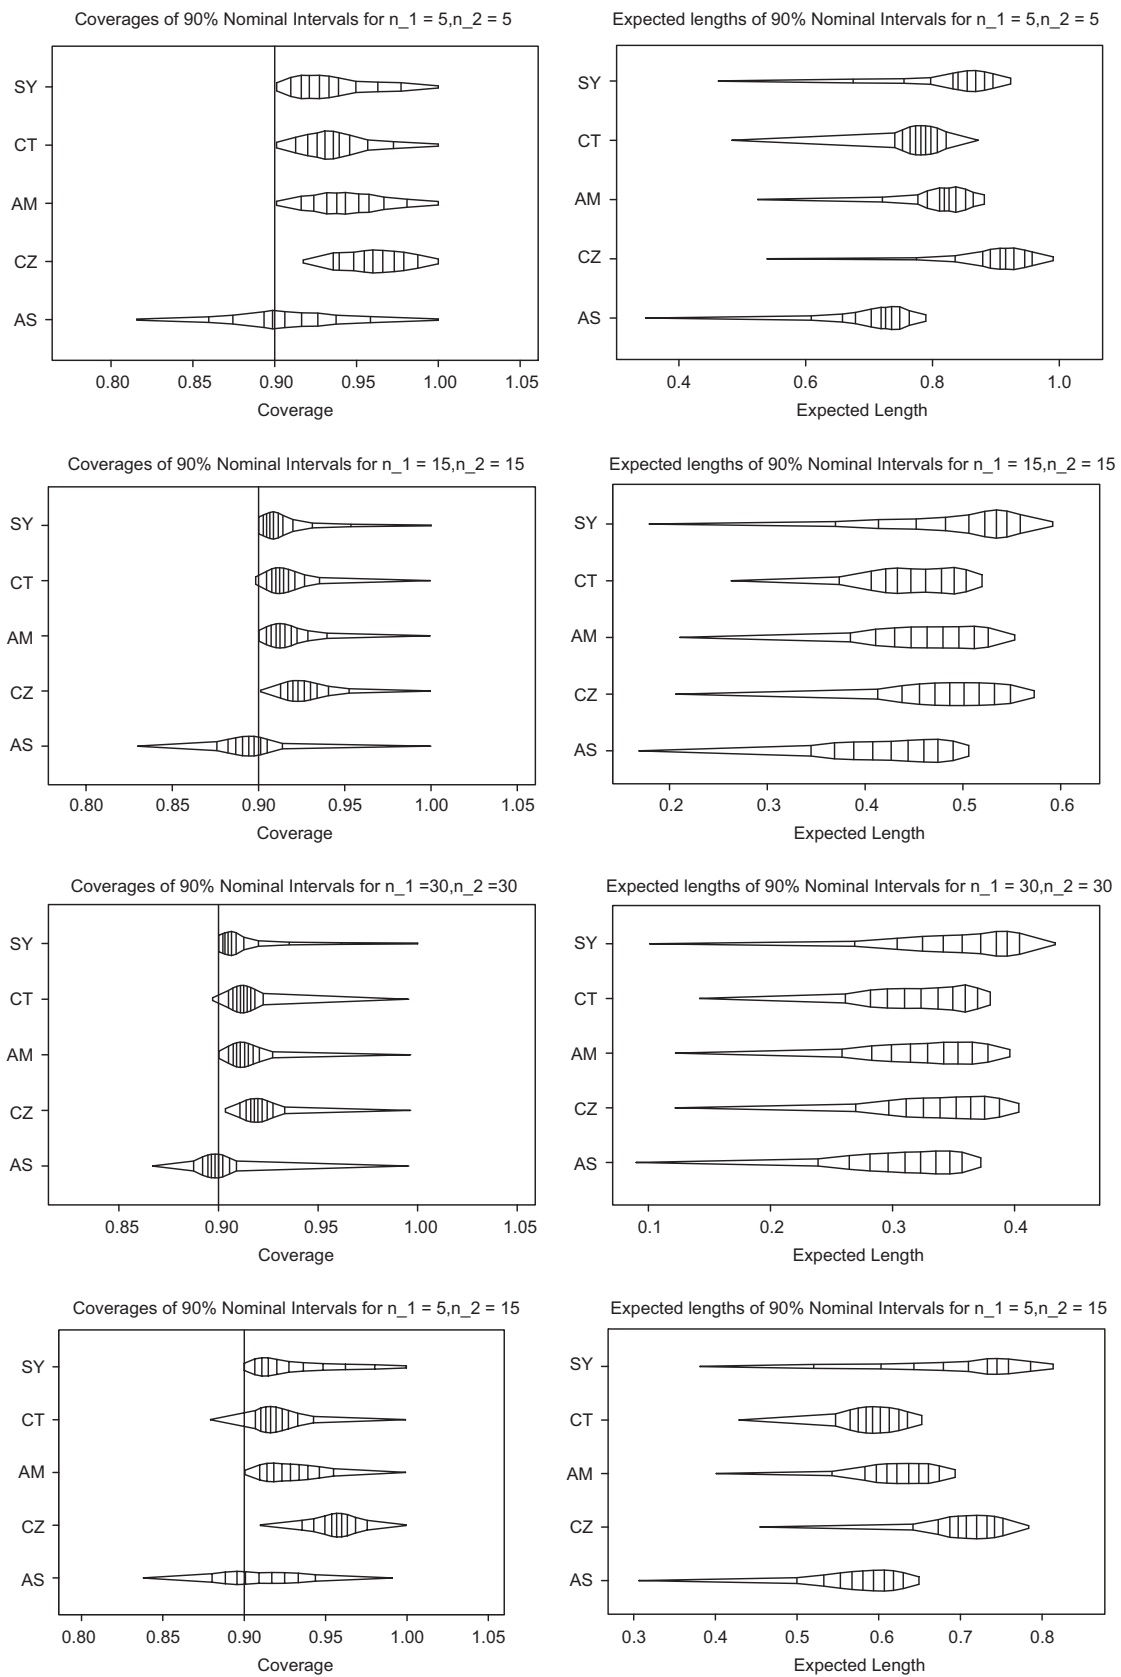 Coverages of 90% Nominal Intervals for n_1 = 5,n_2 = 5
SY
CT
AM
CZ
AS
0.80 0.85 0.90 0.95 1.00 1.05
Coverage
Expected lengths of 90% Nominal Intervals for n_1 = 5,n_2 = 5
SY
CT
AM
CZ
AS
0.4 0.6 0.8 1.0
Expected Length
Coverages of 90% Nominal Intervals for n_1 = 15,n_2 = 15
SY
CT
AM
CZ
AS
0.80 0.85 0.90 0.95 1.00 1.05
Coverage
Expected lengths of 90% Nominal Intervals for n_1 = 15,n_2 = 15
SY
CT
AM
CZ
AS
0.2 0.3 0.4 0.5 0.6
Expected Length
Coverages of 90% Nominal Intervals for n_1 =30,n_2 =30
SY
CT
AM
CZ
AS
0.85 0.90 0.95 1.00 1.05
Coverage
Expected lengths of 90% Nominal Intervals for n_1 = 30,n_2 = 30
SY
CT
AM
CZ
AS
0.1 0.2 0.3 0.4
Expected Length
Coverages of 90% Nominal Intervals for n_1 = 5,n_2 = 15
SY
CT
AM
CZ
AS
0.80 0.85 0.90 0.95 1.00 1.05
Coverage
Expected lengths of 90% Nominal Intervals for n_1 = 5,n_2 = 15
SY
CT
AM
CZ
AS
0.3 0.4 0.5 0.6 0.7 0.8
Expected Length